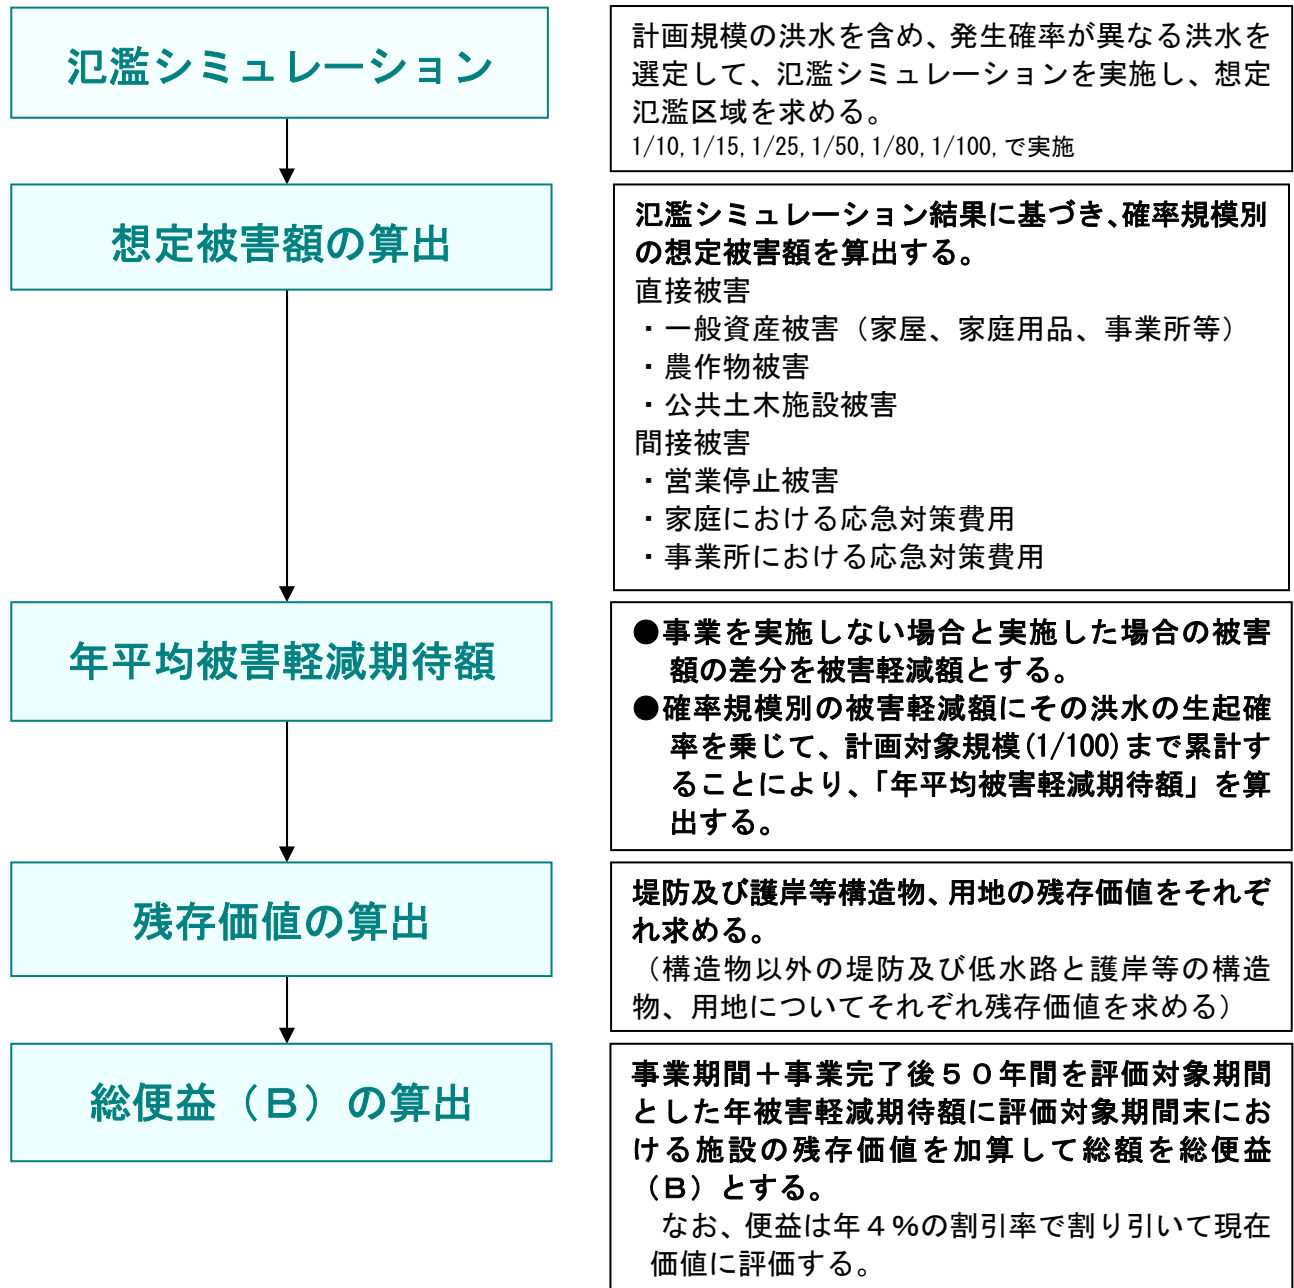 氾濫シミュレーション
計画規模の洪水を含め、発生確率が異なる洪水を
選定して、氾濫シミュレーションを実施し、想定
氾濫区域を求める。
1/10, 1/15, 1/25, 1/50, 1/80, 1/100, で実施
想定被害額の算出
氾濫シミュレーション結果に基づき、確率規模別
の想定被害額を算出する。
直接被害
・一般資産被害（家屋、家庭用品、事業所等）
・農作物被害
・公共土木施設被害
間接被害
・営業停止被害
・家庭における応急対策費用
・事業所における応急対策費用
年平均被害軽減期待額
●事業を実施しない場合と実施した場合の被害
額の差分を被害軽減額とする。
●確率規模別の被害軽減額にその洪水の生起確
率を乗じて、計画対象規模(1/100)まで累計す
ることにより、「年平均被害軽減期待額」を算
出する。
残存価値の算出
堤防及び護岸等構造物、用地の残存価値をそれぞ
れ求める。
（構造物以外の堤防及び低水路と護岸等の構造
物、用地についてそれぞれ残存価値を求める）
総便益（Ｂ）の算出
事業期間＋事業完了後５０年間を評価対象期間
とした年被害軽減期待額に評価対象期間末にお
ける施設の残存価値を加算して総額を総便益
（Ｂ）とする。
なお、便益は年４％の割引率で割り引いて現在
価値に評価する。